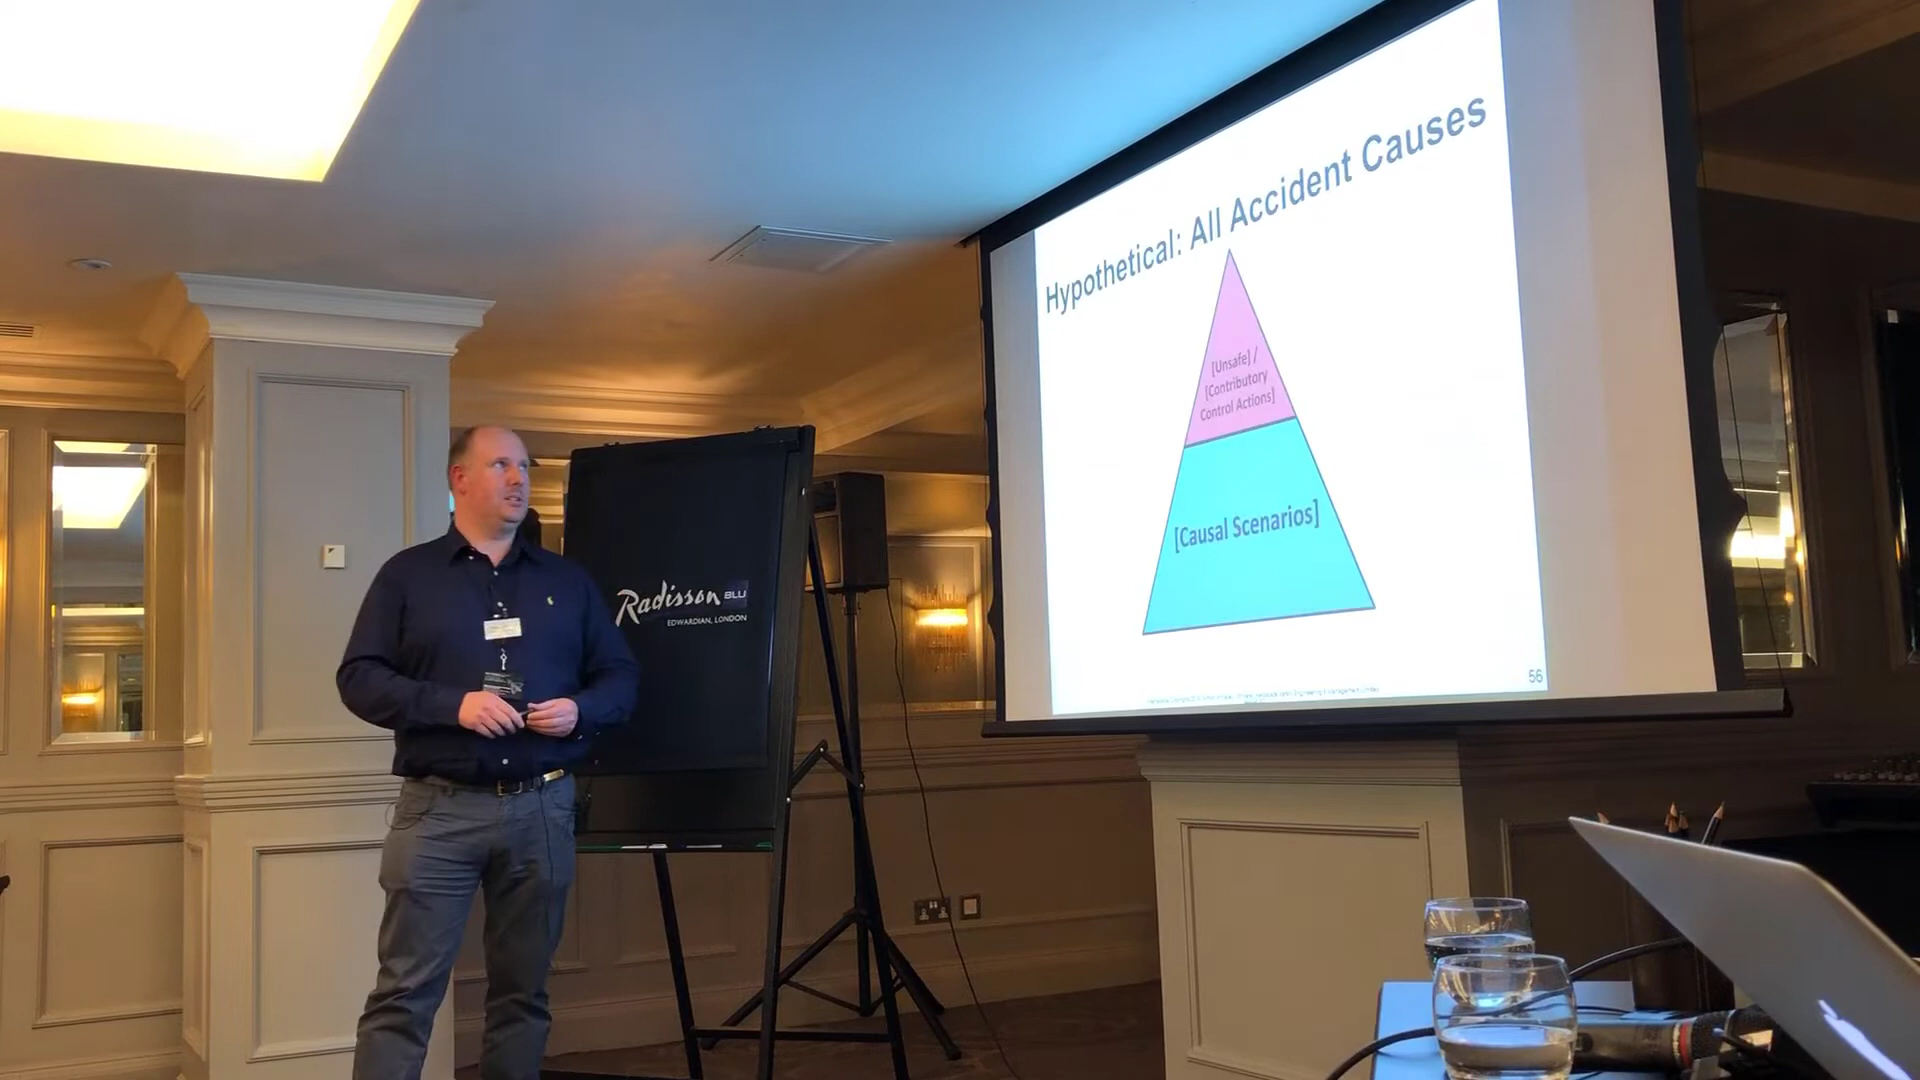 Hypothetical: All Accident Causes
[Unsafe] /
[Contributory
Control Actions]
[Causal Scenarios]
56
Radisson BLU
EDWARDIAN, LONDON